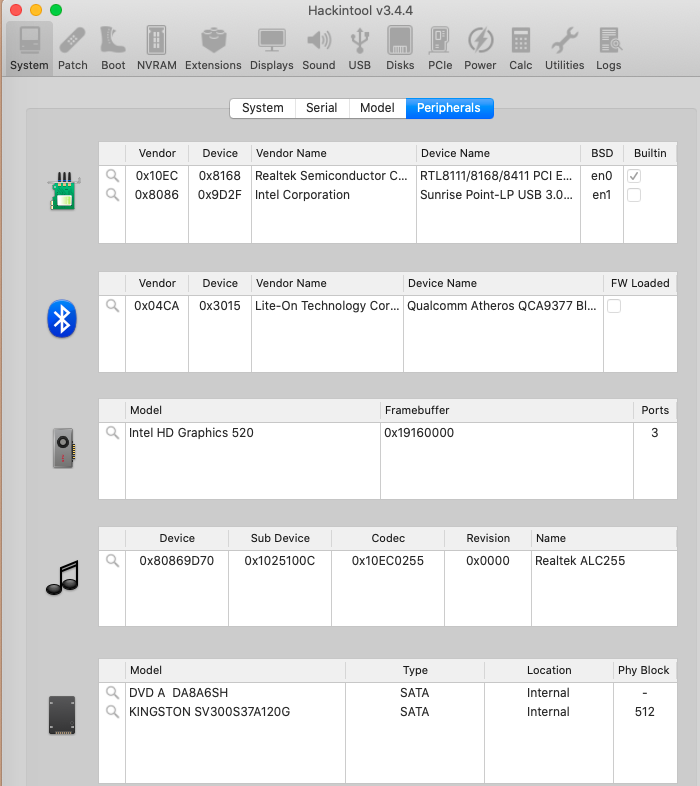 Hackintool v3.4.4
System Patch Boot NVRAM Extensions Displays Sound USB Disks PCIe Power Calc Utilities Logs
System Serial Model Peripherals
Vendor Device Vendor Name Device Name BSD Builtin
0x10EC 0x8168 Realtek Semiconductor C... RTL8111/8168/8411 PCI E... en0
0x8086 0x9D2F Intel Corporation Sunrise Point-LP USB 3.0... en1
Vendor Device Vendor Name Device Name FW Loaded
0x04CA 0x3015 Lite-On Technology Cor... Qualcomm Atheros QCA9377 Bl...
Model Framebuffer Ports
Intel HD Graphics 520 0x19160000 3
Device Sub Device Codec Revision Name
0x80869D70 0x1025100C 0x10EC0255 0x0000 Realtek ALC255
Model Type Location Phy Block
DVD A DA8A6SH SATA Internal -
KINGSTON SV300S37A120G SATA Internal 512